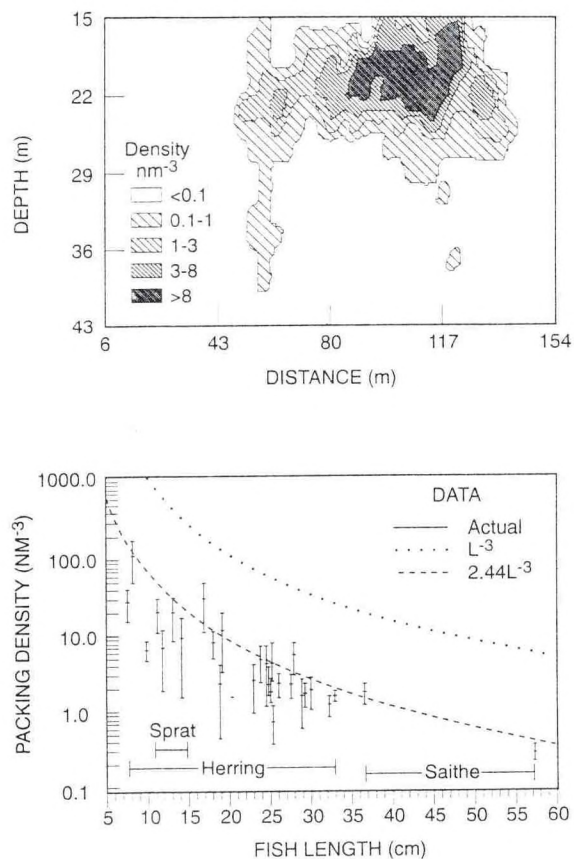 15
22
29
36
43
DEPTH (m)
Density
nm-3
<0.1
0.1-1
1-3
3-8
>8
6
43
80
117
154
DISTANCE (m)
1000.0
100.0
10.0
1.0
0.1
PACKING DENSITY (NM-3)
DATA
Actual
L-3
2.44L-3
Sprat
Herring
Saithe
5
10
15
20
25
30
35
40
45
50
55
60
FISH LENGTH (cm)